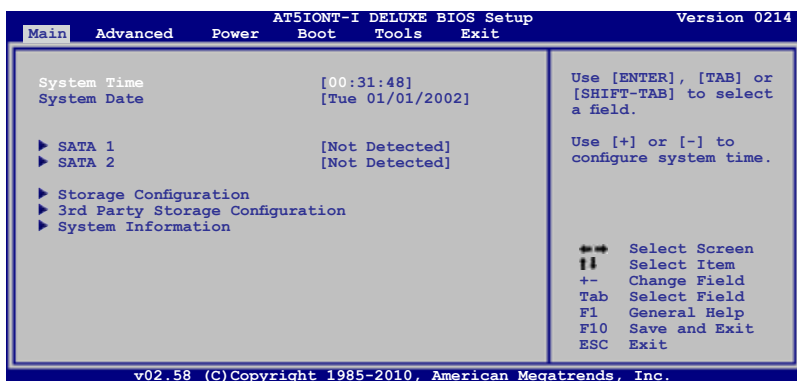 AT5IONT-I DELUXE BIOS Setup Version 0214
Main Advanced Power Boot Tools Exit
System Time [00:31:48]
System Date [Tue 01/01/2002]
SATA 1 [Not Detected]
SATA 2 [Not Detected]
Storage Configuration
3rd Party Storage Configuration
System Information
Use [ENTER], [TAB] or
[SHIFT-TAB] to select
a field.
Use [+] or [-] to
configure system time.
Select Screen
Select Item
+- Change Field
Tab Select Field
F1 General Help
F10 Save and Exit
ESC Exit
v02.58 (C)Copyright 1985-2010, American Megatrends, Inc.